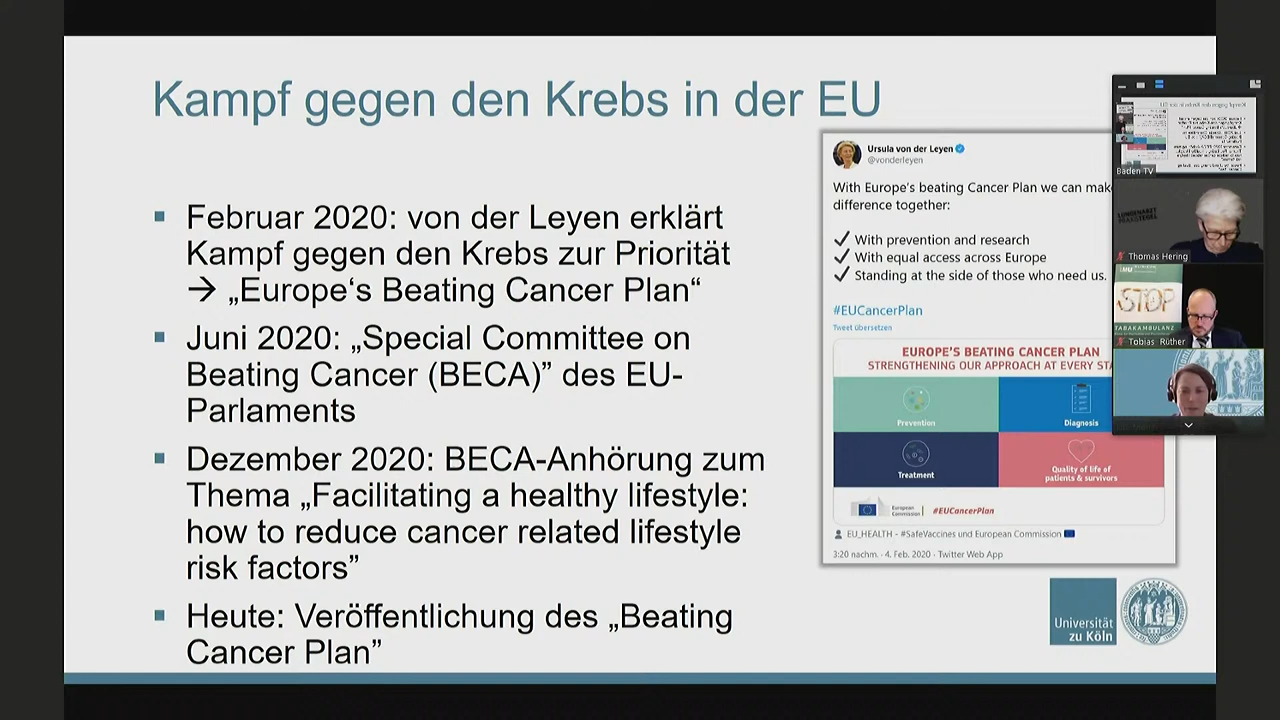 Kampf gegen den Krebs in der EU
Februar 2020: von der Leyen erklärt
Kampf gegen den Krebs zur Priorität
→ „Europe‘s Beating Cancer Plan“
Juni 2020: „Special Committee on
Beating Cancer (BECA)” des EU-
Parlaments
Dezember 2020: BECA-Anhörung zum
Thema „Facilitating a healthy lifestyle:
how to reduce cancer related lifestyle
risk factors”
Heute: Veröffentlichung des „Beating
Cancer Plan”
Ursula von der Leyen
@vonderleyen
With Europe's beating Cancer Plan we can mak
difference together:
✓ With prevention and research
✓ With equal access across Europe
✓ Standing at the side of those who need us.
#EUCancerPlan
Tweet übersetzen
EUROPE'S BEATING CANCER PLAN
STRENGTHENING OUR APPROACH AT EVERY STA
Prevention
Diagnosis
Treatment
Quality of life of
patients & survivors
European
Commission
#EUCancerPlan
EU_HEALTH - #SafeVaccines und European Commission
3:20 nachm. · 4. Feb. 2020 · Twitter Web App
Universität
zu Köln
Baden TV
Thomas Hering
STOP
TABAKAMBULANZ
Tobias Rüther